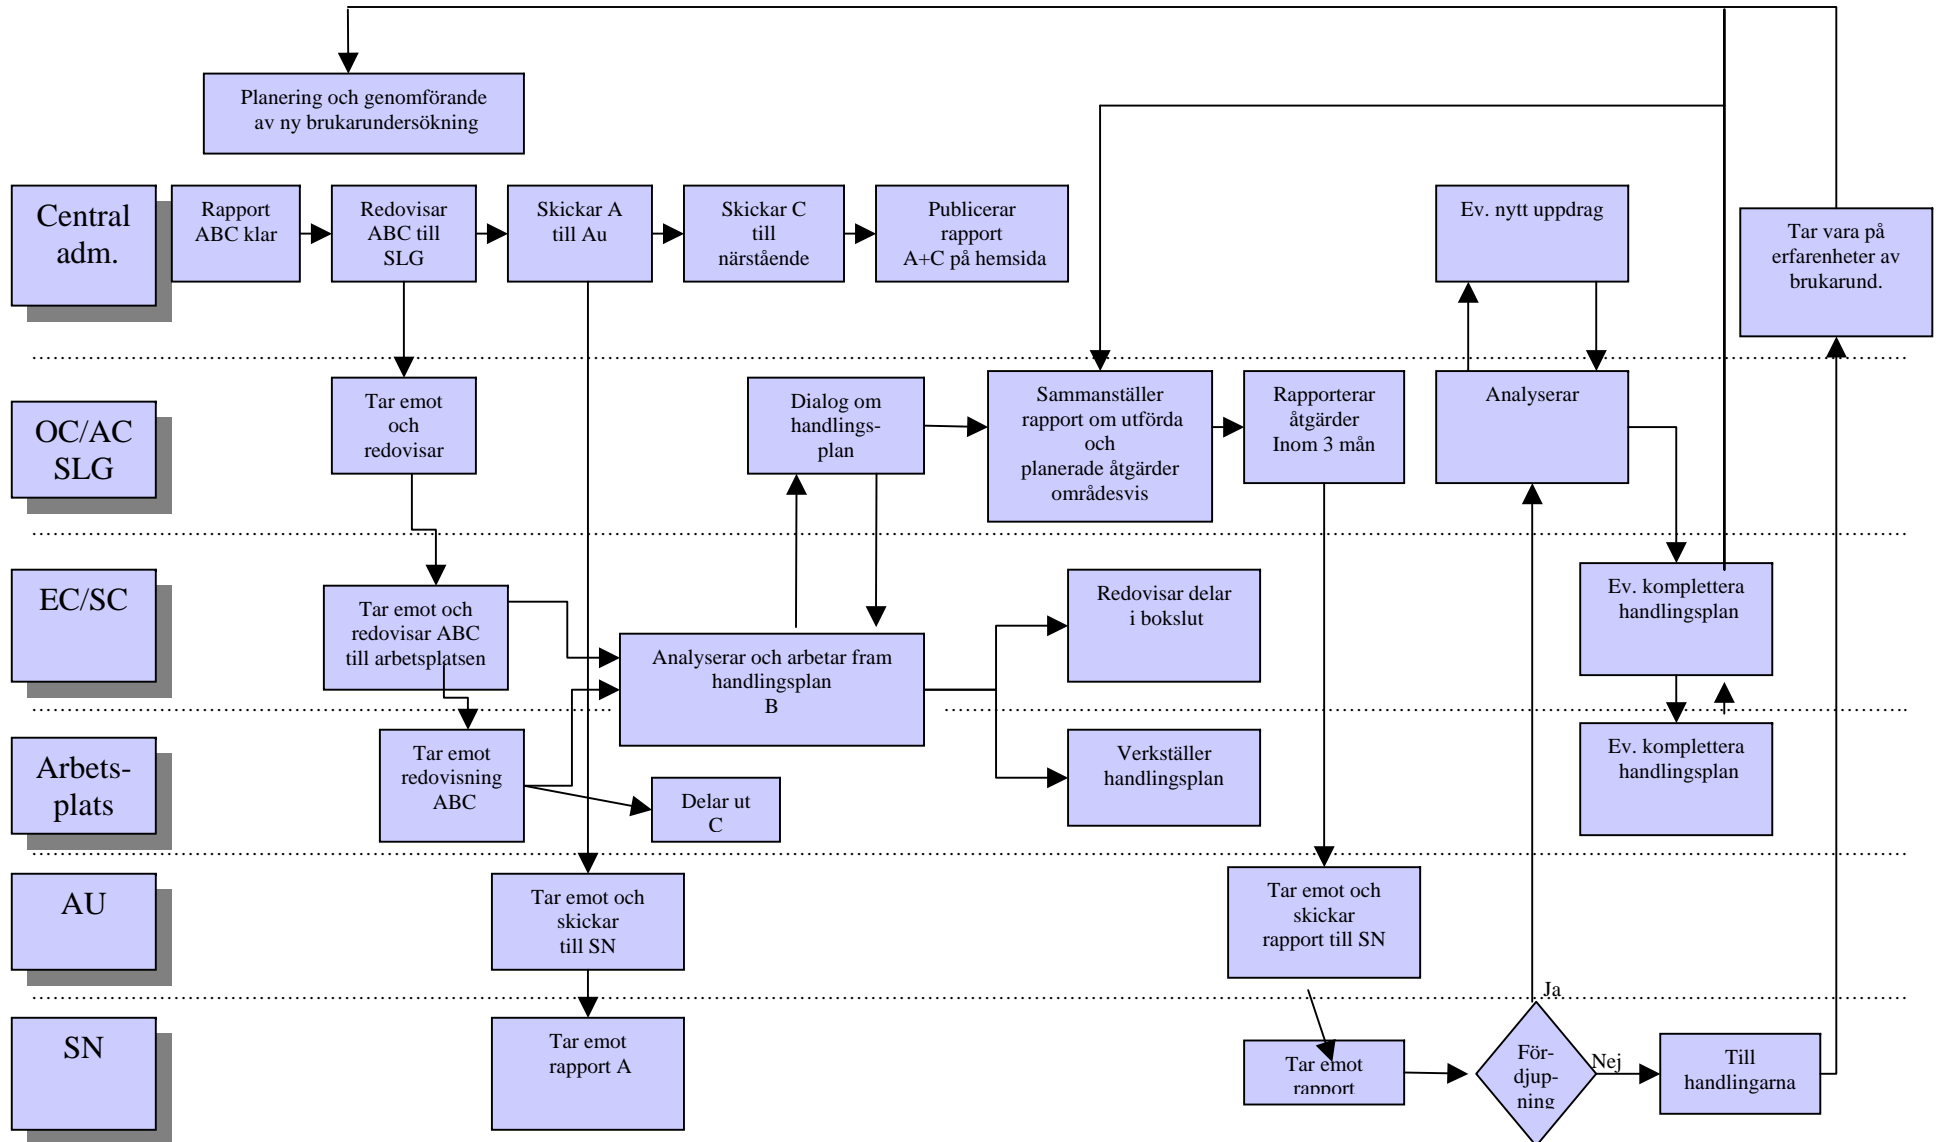 Planering och genomförande
av ny brukarundersökning
Central
adm.
Rapport
ABC klar
Redovisar
ABC till
SLG
Skickar A
till Au
Skickar C
till
närstående
Publicerar
rapport
A+C på hemsida
Ev. nytt uppdrag
Tar vara på
erfarenheter av
brukarund.
OC/AC
SLG
Tar emot
och
redovisar
Dialog om
handlings-
plan
Sammanställer
rapport om utförda
och
planerade åtgärder
områdesvis
Rapporterar
åtgärder
Inom 3 mån
Analyserar
EC/SC
Tar emot och
redovisar ABC
till arbetsplatsen
Analyserar och arbetar fram
handlingsplan
B
Redovisar delar
i bokslut
Ev. komplettera
handlingsplan
Arbets-
plats
Tar emot
redovisning
ABC
Delar ut
C
Verkställer
handlingsplan
Ev. komplettera
handlingsplan
AU
Tar emot och
skickar
till SN
Tar emot och
skickar
rapport till SN
SN
Tar emot
rapport A
Tar emot
rapport
Ja
För-
djup-
ning
Nej
Till
handlingarna